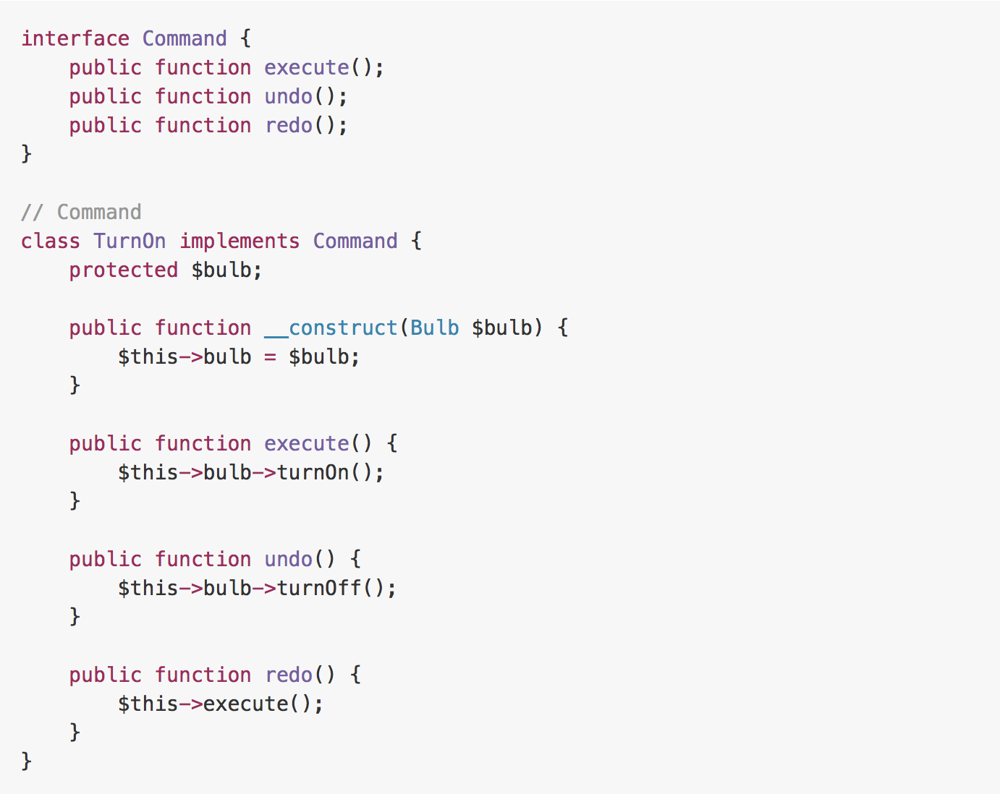 interface Command {
    public function execute();
    public function undo();
    public function redo();
}

// Command
class TurnOn implements Command {
    protected $bulb;

    public function __construct(Bulb $bulb) {
        $this->bulb = $bulb;
    }

    public function execute() {
        $this->bulb->turnOn();
    }

    public function undo() {
        $this->bulb->turnOff();
    }

    public function redo() {
        $this->execute();
    }
}